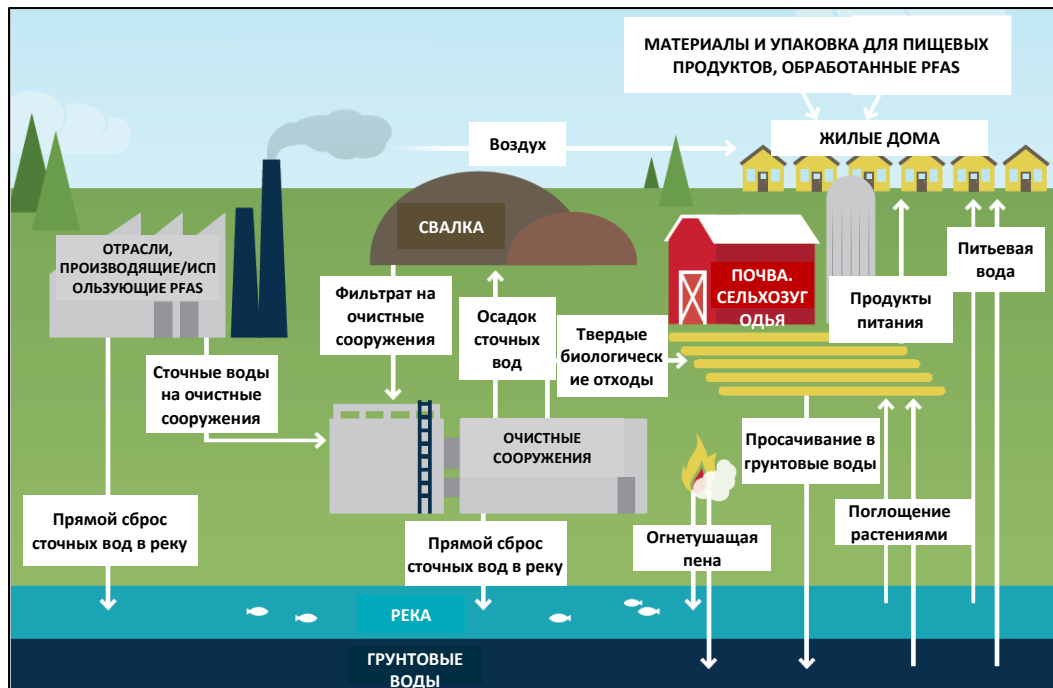 МАТЕРИАЛЫ И УПАКОВКА ДЛЯ ПИЩЕВЫХ
ПРОДУКТОВ, ОБРАБОТАННЫЕ PFAS
Воздух
ЖИЛЫЕ ДОМА
СВАЛКА
ОТРАСЛИ,
ПРОИЗВОДЯЩИЕ/ИСП
ОЛЬЗУЮЩИЕ PFAS
Фильтрат на
очистные
сооружения
Осадок
сточных
вод
Твердые
биологическ
ие отходы
ПОЧВА.
СЕЛЬХОЗУГ
ОДЬЯ
Продукты
питания
Питьевая
вода
Сточные воды
на очистные
сооружения
ОЧИСТНЫЕ
СООРУЖЕНИЯ
Просачивание в
грунтовые воды
Прямой сброс
сточных вод в реку
Прямой сброс
сточных вод в реку
Огнетушащая
пена
Поглощение
растениями
РЕКА
ГРУНТОВЫЕ
ВОДЫ